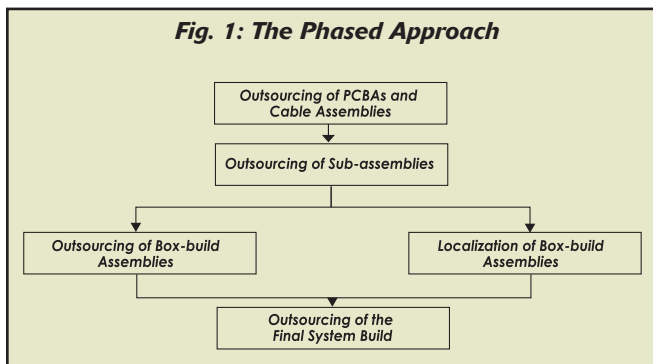 Fig. 1: The Phased Approach
Outsourcing of PCBAs and
Cable Assemblies
Outsourcing of Sub-assemblies
Outsourcing of Box-build
Assemblies
Localization of Box-build
Assemblies
Outsourcing of the
Final System Build